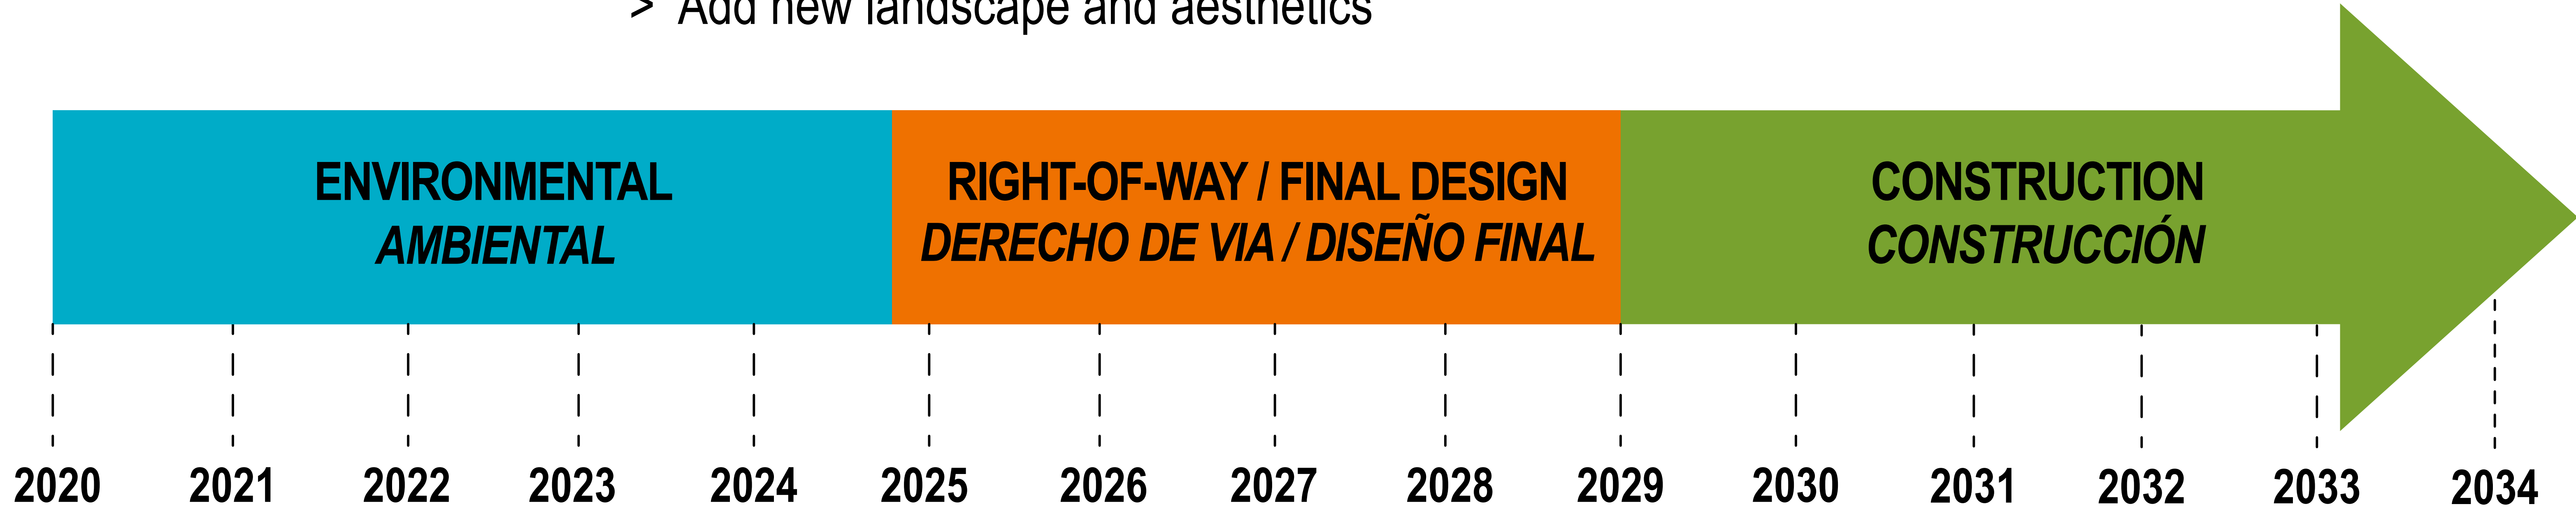 > Add new landscape and aesthetics
ENVIRONMENTAL
AMBIENTAL
RIGHT-OF-WAY / FINAL DESIGN
DERECHO DE VIA / DISEÑO FINAL
CONSTRUCTION
CONSTRUCCIÓN
2020 2021 2022 2023 2024 2025 2026 2027 2028 2029 2030 2031 2032 2033 2034